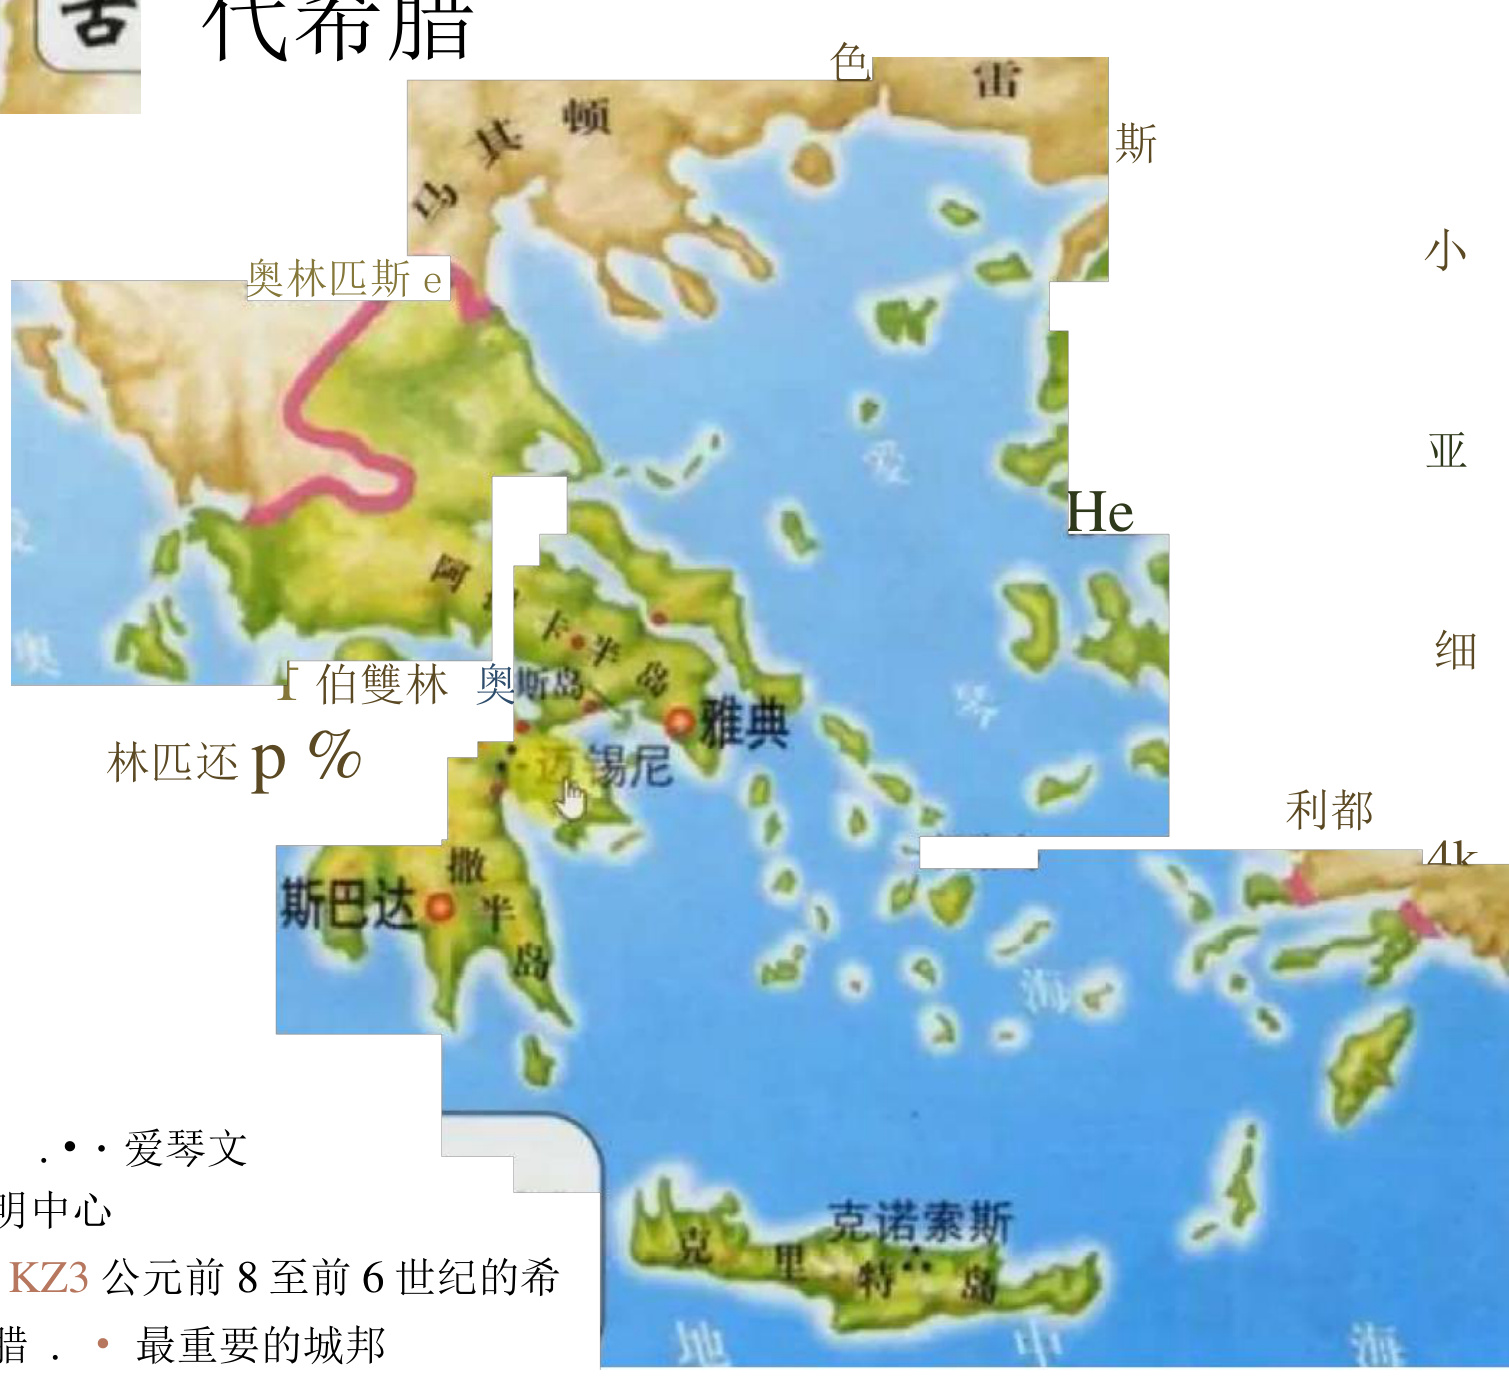 古 代希腊
色 雷
斯
马其顿
小
奥林匹斯 e
爱
亚
He
阿 卡半岛
奥
细
伯雙林 奥斯岛
琴
雅典
林匹还 p %
迈锡尼
利都
4k
撒
斯巴达 半
岛
海
. • · 爱琴文
明中心
克诺索斯
克里特岛
KZ3 公元前 8 至前 6 世纪的希
腊 . • 最重要的城邦
地 中 海